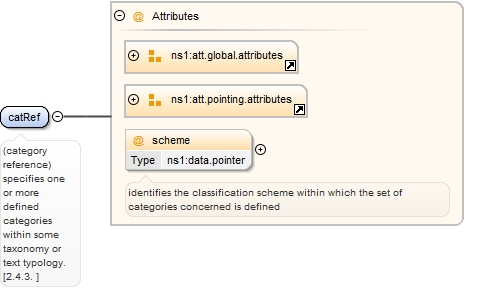 @ Attributes
ns1:att.global.attributes
ns1:att.pointing.attributes
catRef
@ scheme
Type ns1:data.pointer
(category
reference)
specifies one
or more
defined
categories
within some
taxonomy or
text typology.
[2.4.3. ]
identifies the classification scheme within which the set of
categories concerned is defined